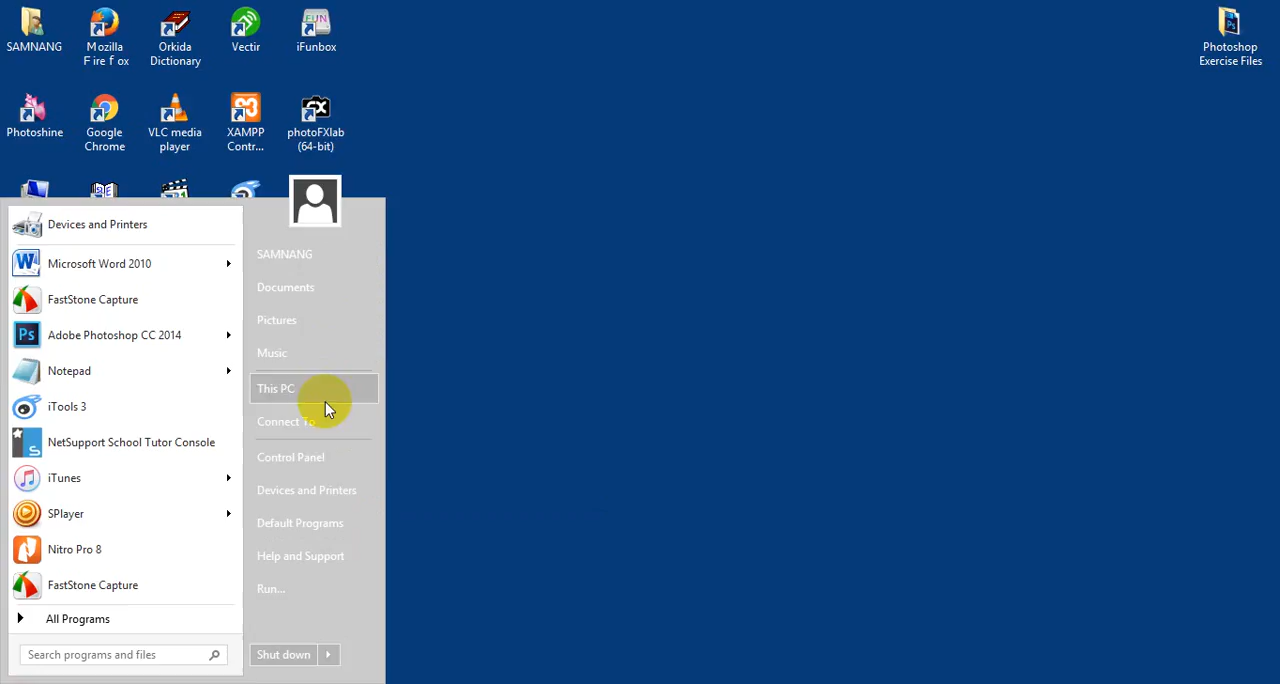 SAMNANG
Mozilla
Fire fox
Orkida
Dictionary
Vectir
iFunbox
Photoshop
Exercise Files
Photoshine
Google
Chrome
VLC media
player
XAMPP
Contr...
photoFXlab
(64-bit)
Devices and Printers
Microsoft Word 2010
FastStone Capture
Adobe Photoshop CC 2014
Notepad
iTools 3
NetSupport School Tutor Console
iTunes
SPlayer
Nitro Pro 8
FastStone Capture
All Programs
Search programs and files
SAMNANG
Documents
Pictures
Music
This PC
Connect To
Control Panel
Devices and Printers
Default Programs
Help and Support
Run...
Shut down